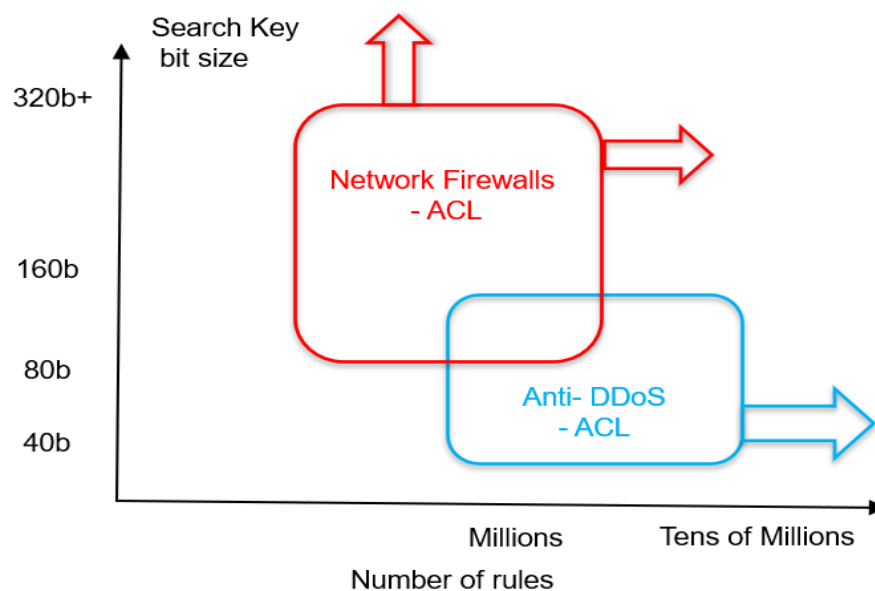 Search Key
bit size
320b+
Network Firewalls
- ACL
160b
80b
Anti- DDoS
- ACL
40b
Millions
Tens of Millions
Number of rules